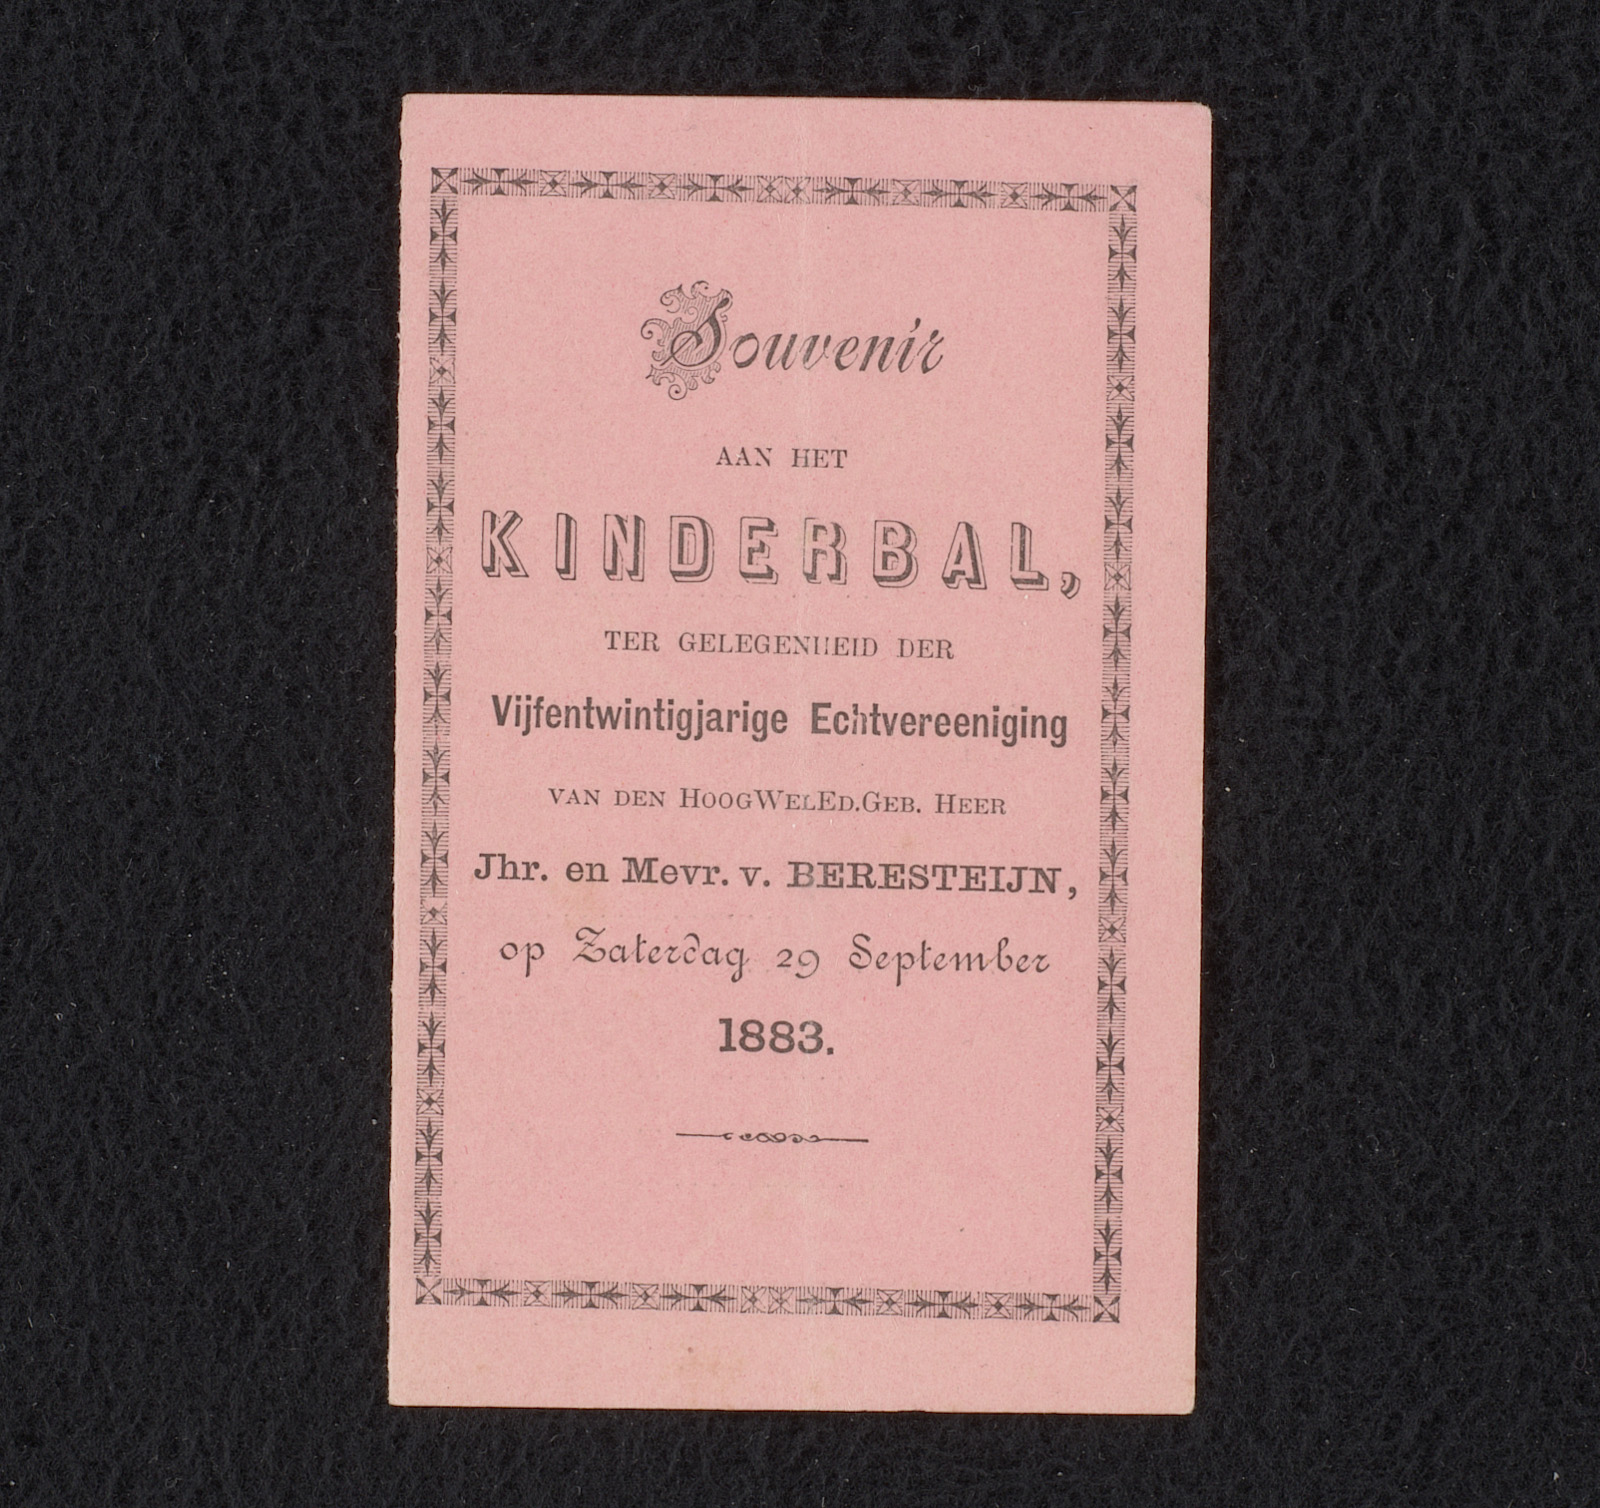 Souvenir
AAN HET
KINDERBAL,
TER GELEGENHEID DER
Vijfentwintigjarige Echtvereeniging
VAN DEN HOOGWELED.GEB. HEER
Jhr. en Mevr. v. BERESTEIJN,
op Zaterdag 29 September
1883.